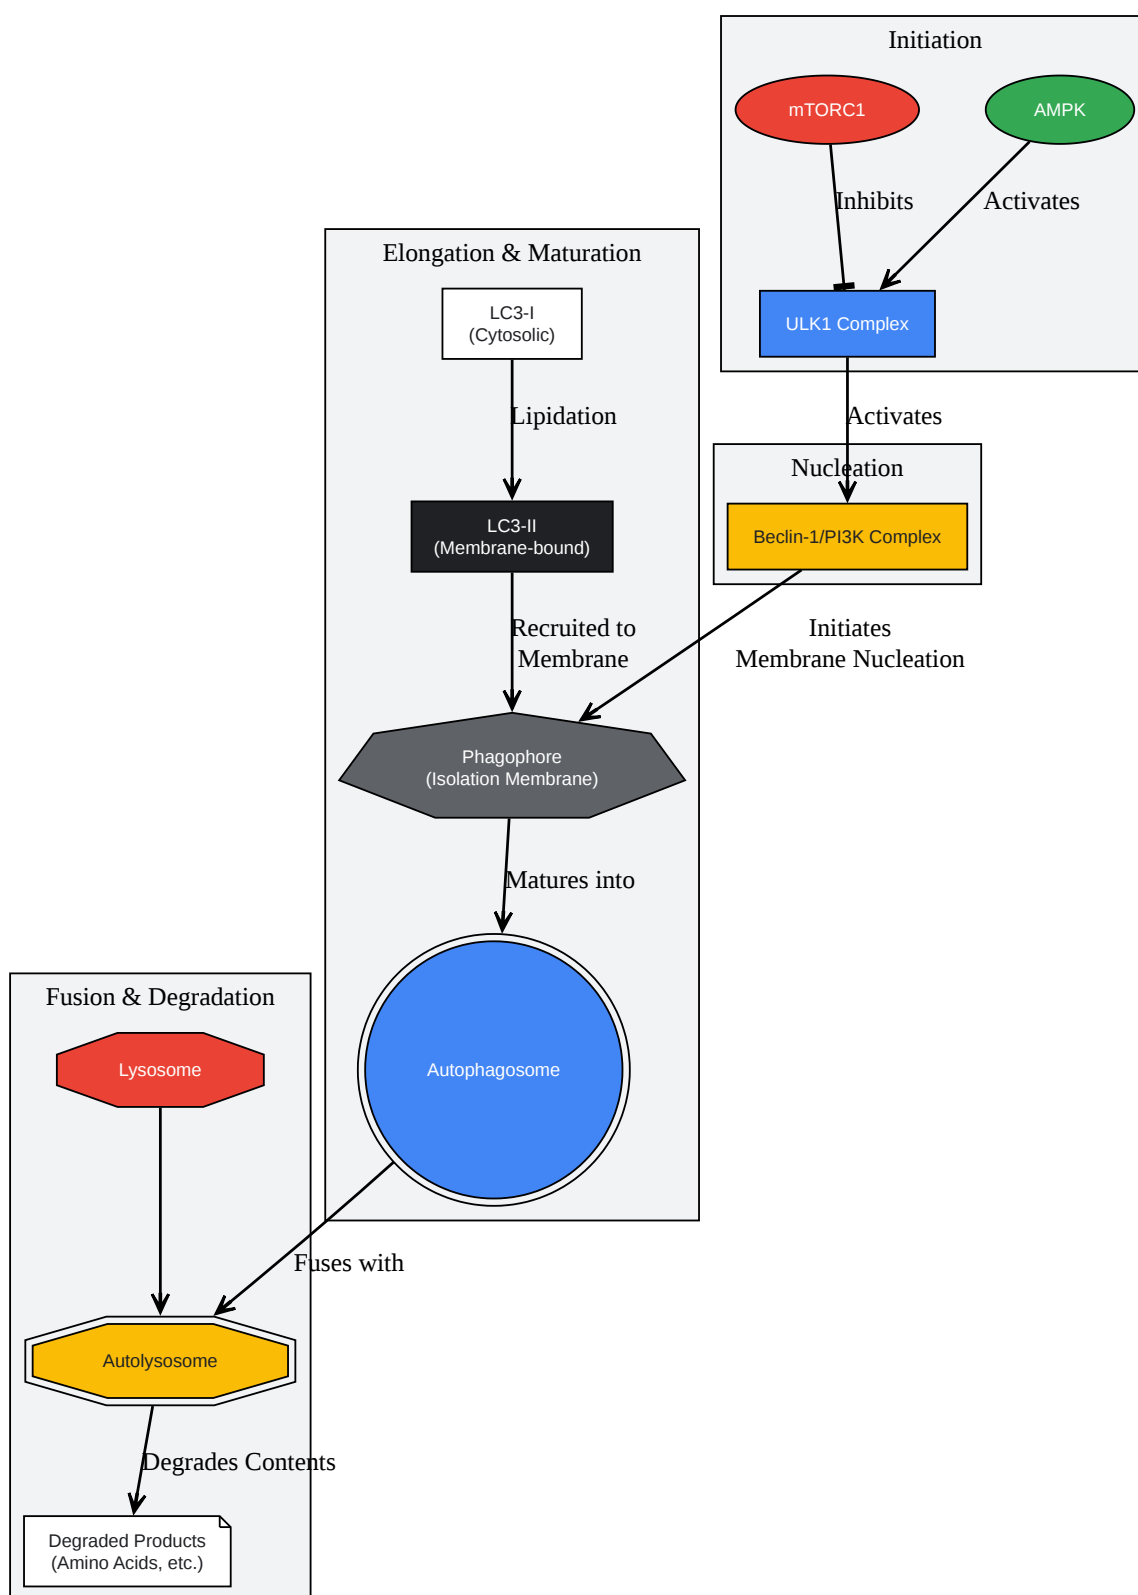 Initiation
mTORC1
AMPK
Inhibits
Activates
ULK1 Complex
Activates
Nucleation
Beclin-1/PI3K Complex
Initiates
Membrane Nucleation
Elongation & Maturation
LC3-I
(Cytosolic)
Lipidation
LC3-II
(Membrane-bound)
Recruited to
Membrane
Phagophore
(Isolation Membrane)
Matures into
Autophagosome
Fuses with
Fusion & Degradation
Lysosome
Autolysosome
Degrades Contents
Degraded Products
(Amino Acids, etc.)